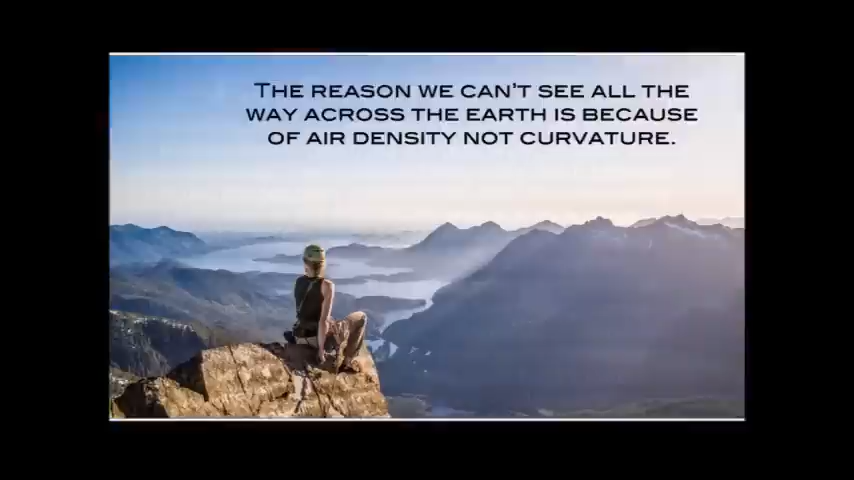 THE REASON WE CAN'T SEE ALL THE
WAY ACROSS THE EARTH IS BECAUSE
OF AIR DENSITY NOT CURVATURE.